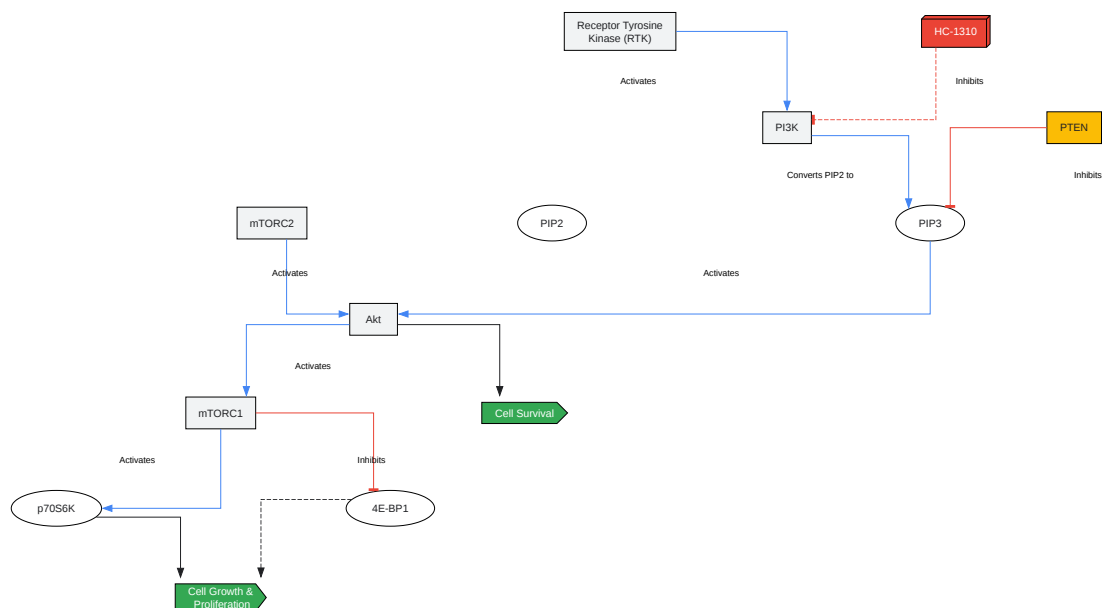 Receptor Tyrosine
Kinase (RTK)
HC-1310
Activates
Inhibits
PI3K
PTEN
Converts PIP2 to
Inhibits
mTORC2
PIP2
PIP3
Activates
Activates
Akt
Activates
mTORC1
Cell Survival
Activates
Inhibits
p70S6K
4E-BP1
Cell Growth &
Proliferation